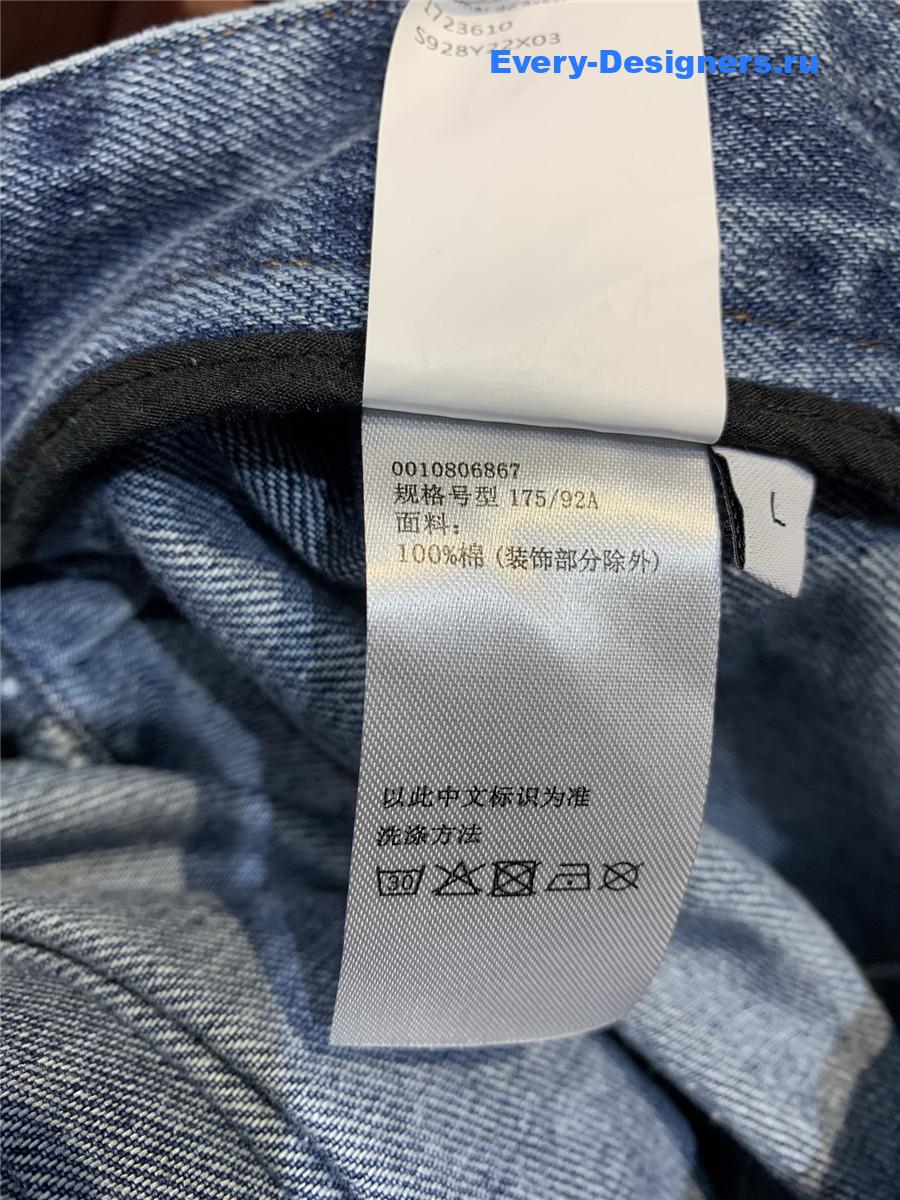 1723610
S928Y22X03
Every-Designers.ru
0010806867
规格号型 175/92A
面料:
100%棉 (装饰部分除外)
L
以此中文标识为准
洗涤方法
30